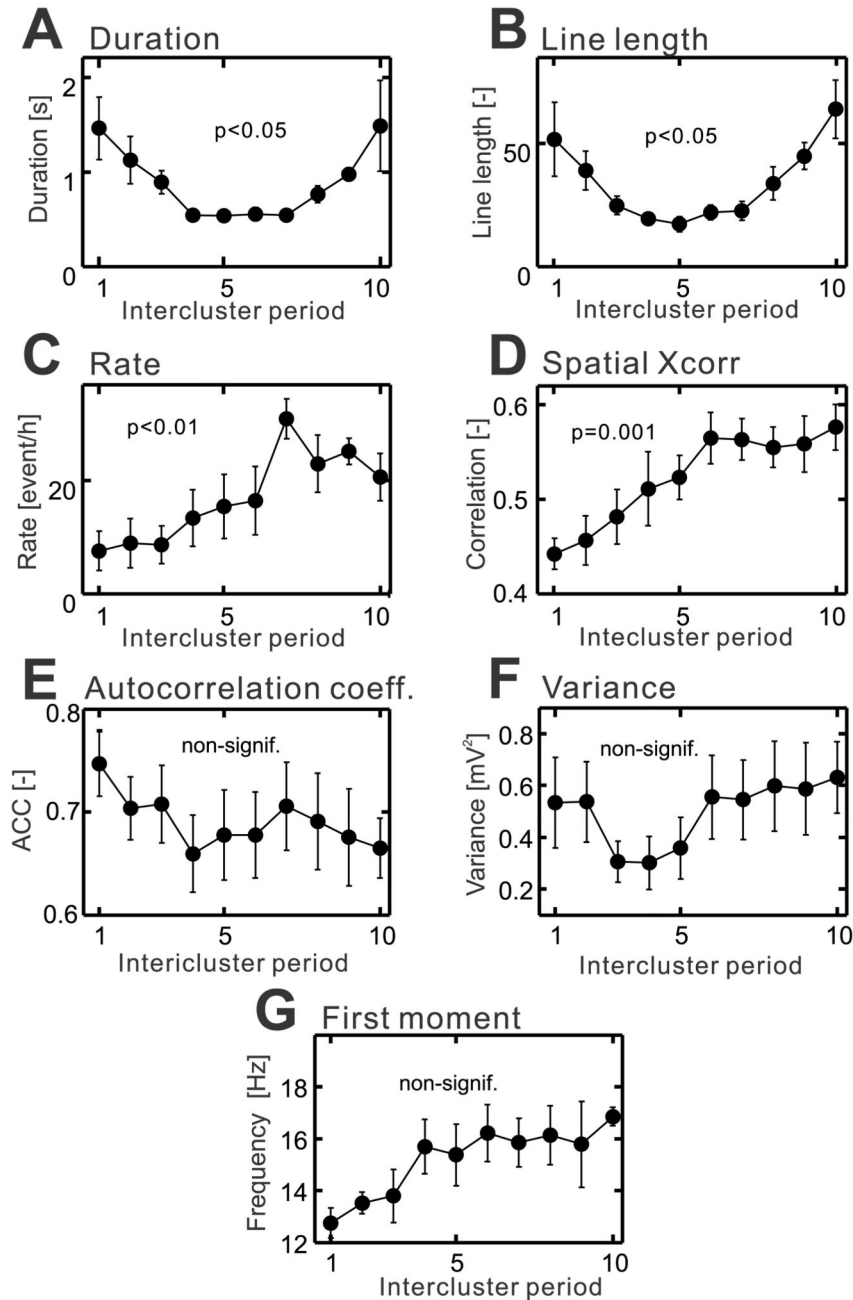 A Duration
2
1
0
Duration [s]
p<0.05
1 5 10
Intercluster period
B Line length
50
0
Line length [-]
p<0.05
1 5 10
Intercluster period
C Rate
20
0
Rate [event/h]
p<0.01
1 5 10
Intercluster period
D Spatial Xcorr
0.6
0.5
0.4
Correlation [-]
p=0.001
1 5 10
Intecluster period
E Autocorrelation coeff.
0.8
0.7
0.6
ACC [-]
non-signif.
1 5 10
Intericluster period
F Variance
0.8
0.6
0.4
0.2
Variance [mV²]
non-signif.
1 5 10
Intercluster period
G First moment
18
16
14
12
Frequency [Hz]
non-signif.
1 5 10
Intercluster period